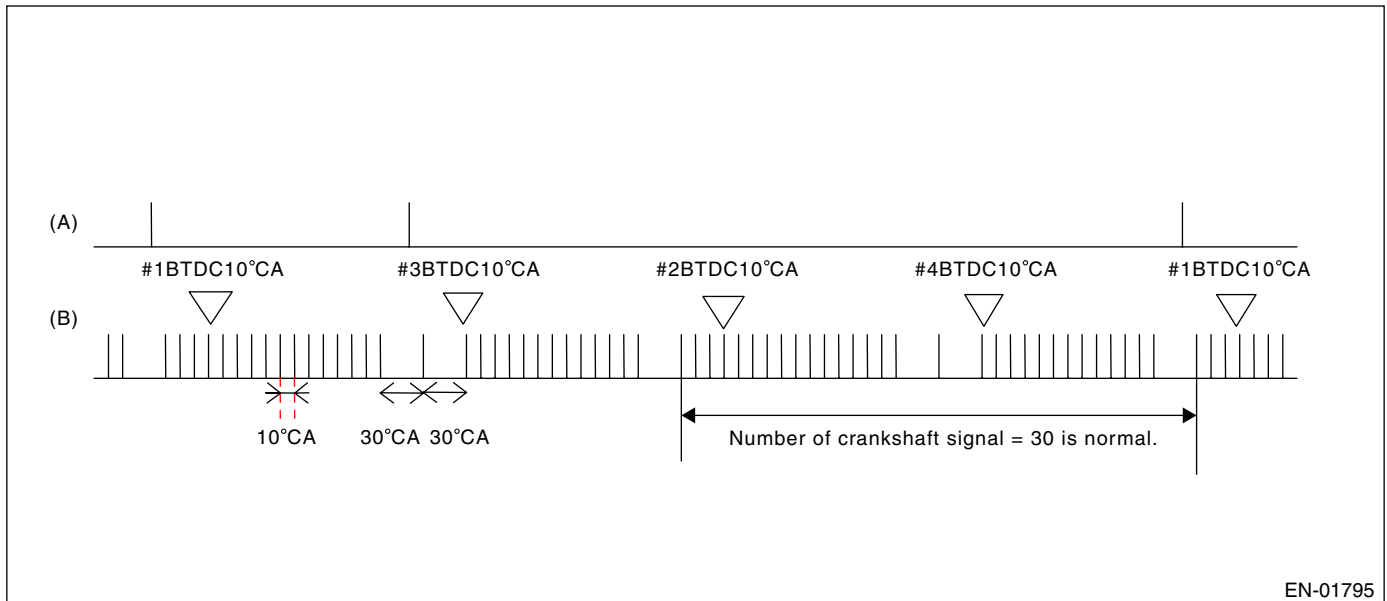 (A)
#1BTDC10°CA #3BTDC10°CA #2BTDC10°CA #4BTDC10°CA #1BTDC10°CA
(B)
10°CA 30°CA 30°CA Number of crankshaft signal = 30 is normal.
EN-01795